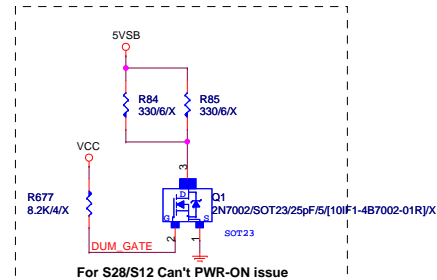 5VSB
R84
330/6/X
R85
330/6/X
VCC
R677
8.2K/4/X
3
D
G
S
Q1
2N7002/SOT23/25pF/5/[10IF1-4B7002-01R]/X
SOT23
2
1
DUM_GATE
For S28/S12 Can't PWR-ON issue